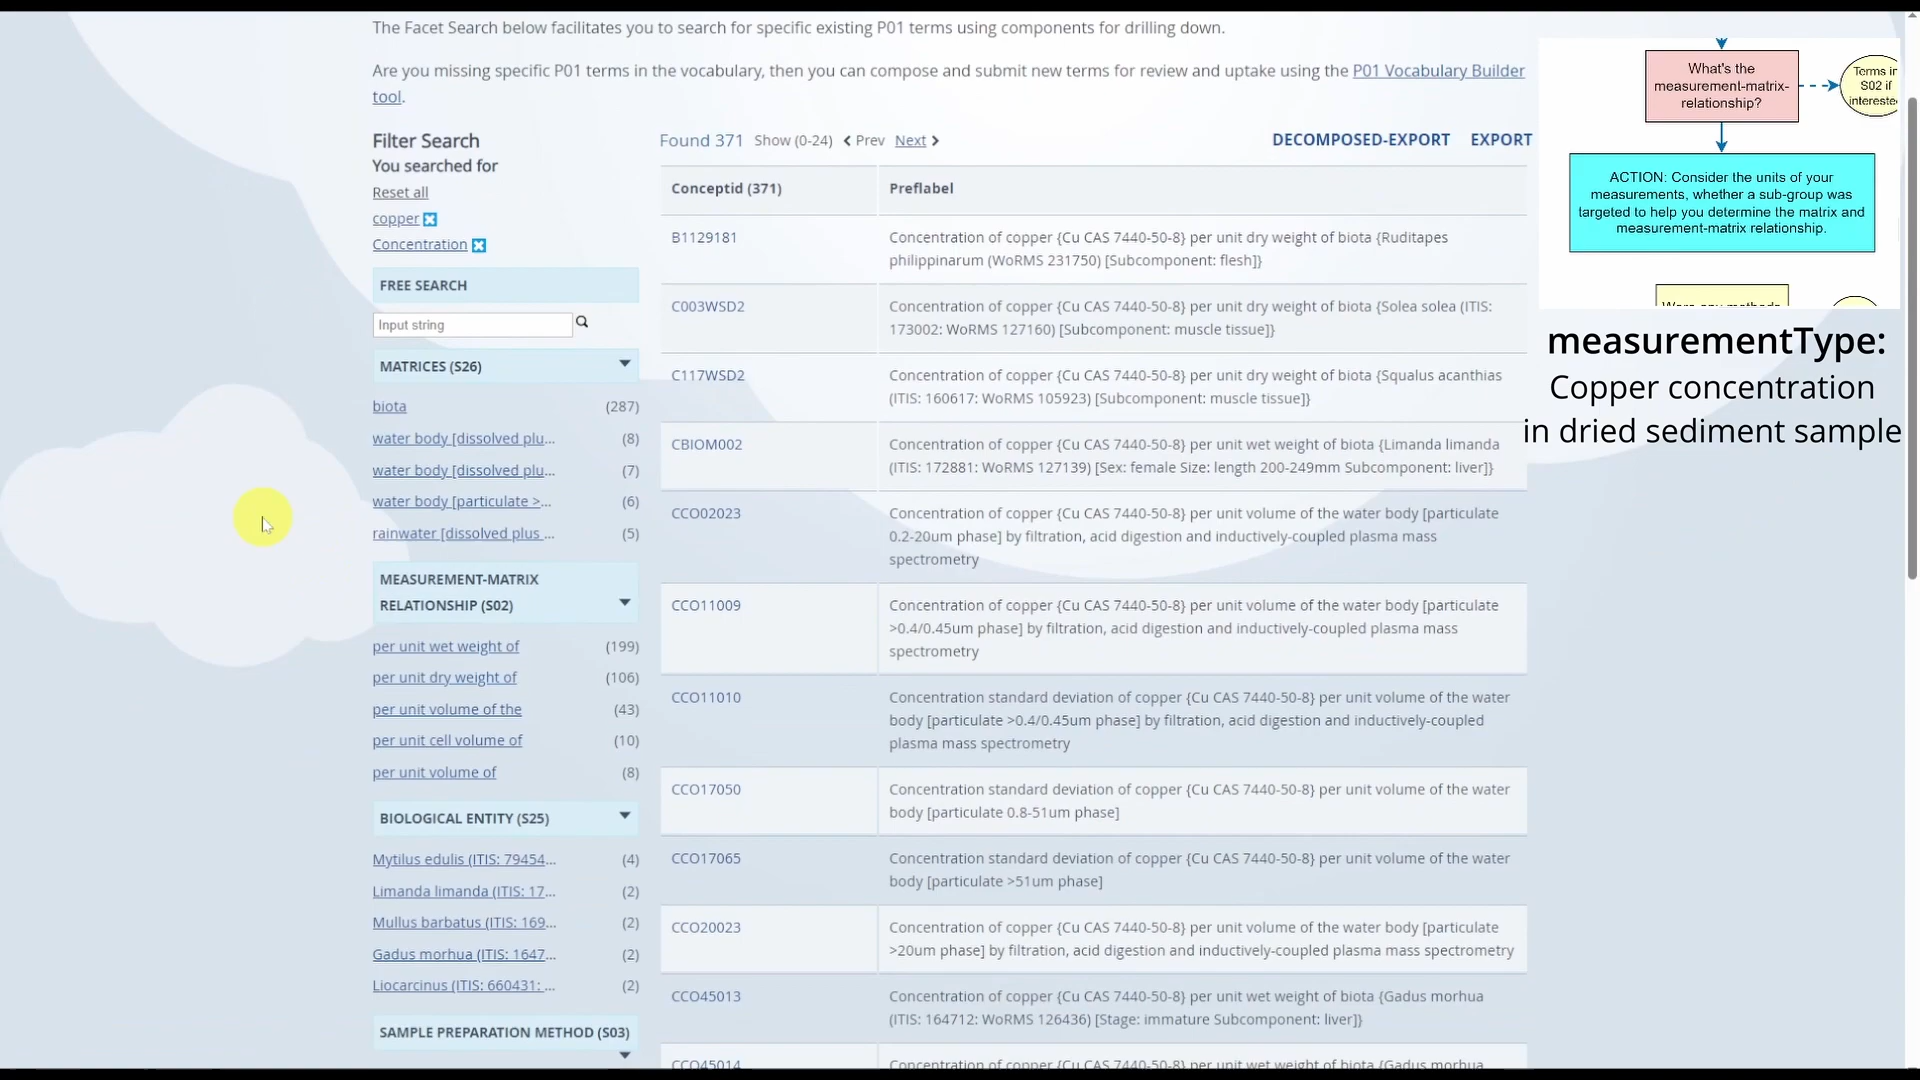 The Facet Search below facilitates you to search for specific existing P01 terms using components for drilling down.
Are you missing specific P01 terms in the vocabulary, then you can compose and submit new terms for review and uptake using the P01 Vocabulary Builder
tool.
Filter Search
You searched for
Reset all
copper
Concentration
FREE SEARCH
Input string
MATRICES (S26)
biota (287)
water body [dissolved plu... (8)
water body [dissolved plu... (7)
water body [particulate >... (6)
rainwater [dissolved plus ... (5)
MEASUREMENT-MATRIX
RELATIONSHIP (S02)
per unit wet weight of (199)
per unit dry weight of (106)
per unit volume of the (43)
per unit cell volume of (10)
per unit volume of (8)
BIOLOGICAL ENTITY (S25)
Mytilus edulis (ITIS: 79454... (4)
Limanda limanda (ITIS: 17... (2)
Mullus barbatus (ITIS: 169... (2)
Gadus morhua (ITIS: 1647... (2)
Liocarcinus (ITIS: 660431: ... (2)
SAMPLE PREPARATION METHOD (S03)
Found 371 Show (0-24) Prev Next DECOMPOSED-EXPORT EXPORT
Conceptid (371) Preflabel
B1129181 Concentration of copper {Cu CAS 7440-50-8} per unit dry weight of biota {Ruditapes
philippinarum (WoRMS 231750) [Subcomponent: flesh]}
C003WSD2 Concentration of copper {Cu CAS 7440-50-8} per unit dry weight of biota {Solea solea (ITIS:
173002: WoRMS 127160) [Subcomponent: muscle tissue]}
C117WSD2 Concentration of copper {Cu CAS 7440-50-8} per unit dry weight of biota {Squalus acanthias
(ITIS: 160617: WoRMS 105923) [Subcomponent: muscle tissue]}
CBIOM002 Concentration of copper {Cu CAS 7440-50-8} per unit wet weight of biota {Limanda limanda
(ITIS: 172881: WoRMS 127139) [Sex: female Size: length 200-249mm Subcomponent: liver]}
CCO02023 Concentration of copper {Cu CAS 7440-50-8} per unit volume of the water body [particulate
0.2-20um phase] by filtration, acid digestion and inductively-coupled plasma mass
spectrometry
CCO11009 Concentration of copper {Cu CAS 7440-50-8} per unit volume of the water body [particulate
>0.4/0.45um phase] by filtration, acid digestion and inductively-coupled plasma mass
spectrometry
CCO11010 Concentration standard deviation of copper {Cu CAS 7440-50-8} per unit volume of the water
body [particulate >0.4/0.45um phase] by filtration, acid digestion and inductively-coupled
plasma mass spectrometry
CCO17050 Concentration standard deviation of copper {Cu CAS 7440-50-8} per unit volume of the water
body [particulate 0.8-51um phase]
CCO17065 Concentration standard deviation of copper {Cu CAS 7440-50-8} per unit volume of the water
body [particulate >51um phase]
CCO20023 Concentration of copper {Cu CAS 7440-50-8} per unit volume of the water body [particulate
>20um phase] by filtration, acid digestion and inductively-coupled plasma mass spectrometry
CCO45013 Concentration of copper {Cu CAS 7440-50-8} per unit wet weight of biota {Gadus morhua
(ITIS: 164712: WoRMS 126436) [Stage: immature Subcomponent: liver]}
CCO45014 Concentration of copper {Cu CAS 7440-50-8} per unit wet weight of biota {Gadus morhua
What's the
measurement-matrix-
relationship?
Terms in
S02 if
intereste
ACTION: Consider the units of your
measurements, whether a sub-group was
targeted to help you determine the matrix and
measurement-matrix relationship.
Were any methods
measurementType:
Copper concentration
in dried sediment sample